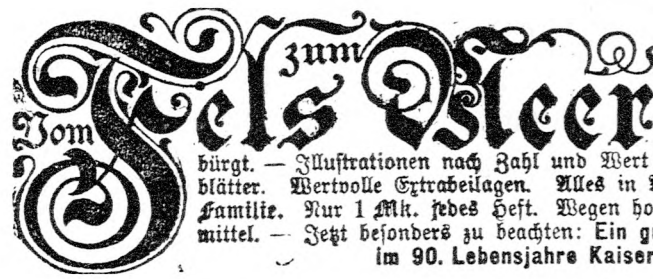 Vom Fels zum Meer
bürgt. — Illustrationen nach Zahl und Wert
blätter. Wertvolle Extrabeilagen. Alles in
Familie. Nur 1 Mk. jedes Heft. Wegen
mittel. — Jetzt besonders zu beachten: Ein
im 90. Lebensjahre Kaiser